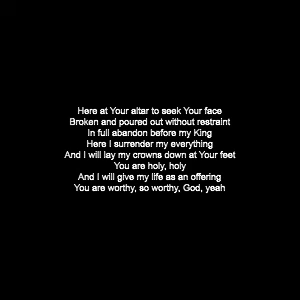 Here at Your altar to seek Your face
Broken and poured out without restraint
In full abandon before my King
Here I surrender my everything
And I will lay my crowns down at Your feet
You are holy, holy
And I will give my life as an offering
You are worthy, so worthy, God, yeah